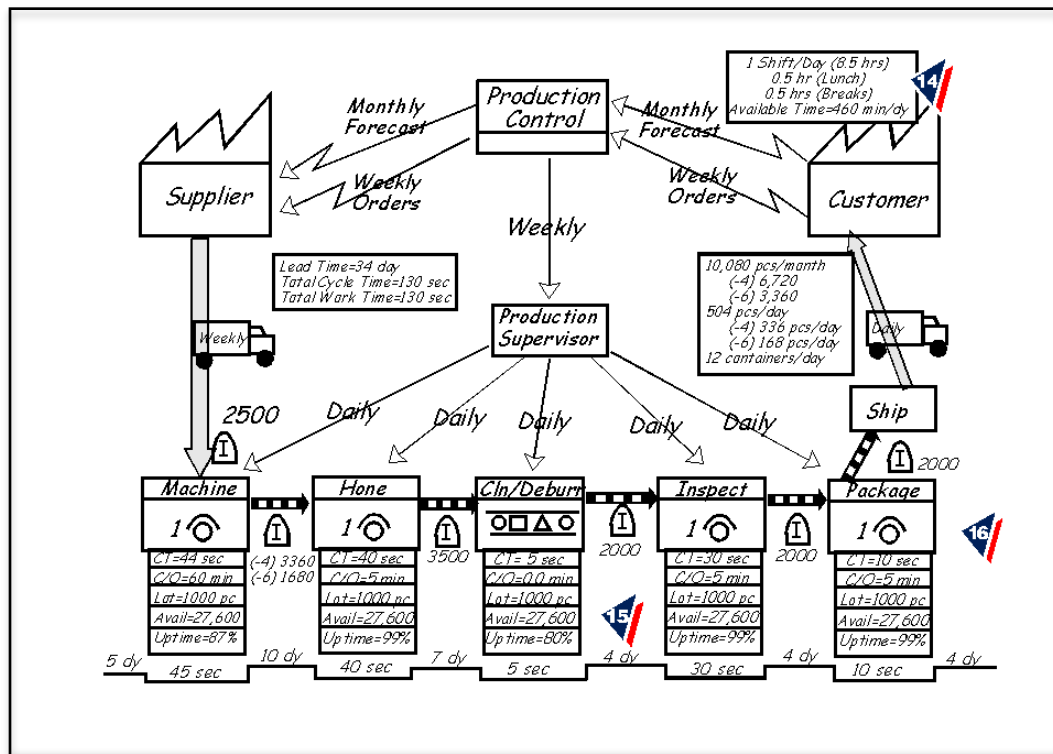 1 Shift/Day (8.5 hrs)
0.5 hr (Lunch)
0.5 hrs (Breaks)
Available Time=460 min/dy
14
Production
Control
Monthly
Forecast
Monthly
Forecast
Weekly
Orders
Weekly
Orders
Supplier
Customer
Weekly
Lead Time=34 day
Total Cycle Time=130 sec
Total Work Time=130 sec
10,080 pcs/month
(-4) 6,720
(-6) 3,360
504 pcs/day
(-4) 336 pcs/day
(-6) 168 pcs/day
12 containers/day
Production
Supervisor
Weekly
Daily
Ship
Daily
Daily
Daily
Daily
Daily
2500
I
I
2000
Machine
Hone
Cln/Deburr
Inspect
Package
1
1
1
1
I
(-4) 3360
(-6) 1680
I
3500
I
2000
I
2000
16
CT=44 sec
C/O=60 min
Lot=1000 pc
Avail=27,600
Uptime=87%
CT=40 sec
C/O=5 min
Lot=1000 pc
Avail=27,600
Uptime=99%
CT= 5 sec
C/O=0.0 min
Lot=1000 pc
Avail=27,600
Uptime=80%
15
CT=30 sec
C/O=5 min
Lot=1000 pc
Avail=27,600
Uptime=99%
CT=10 sec
C/O=5 min
Lot=1000 pc
Avail=27,600
Uptime=99%
5 dy
45 sec
10 dy
40 sec
7 dy
5 sec
4 dy
30 sec
4 dy
10 sec
4 dy